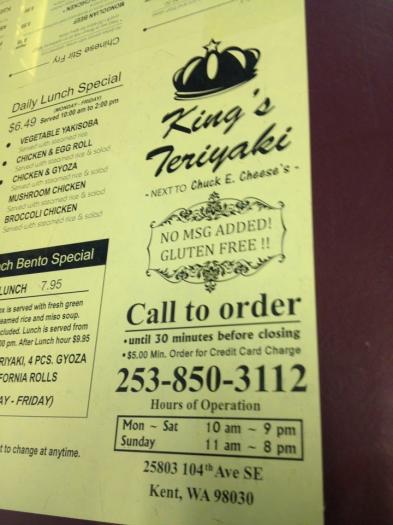 MONGOLIAN BEEF
Chinese Stir Fry
Daily Lunch Special
(MONDAY - FRIDAY)
$6.49 Served 10:00 am to 2:00 pm
• VEGETABLE YAKISOBA
Served with steamed rice
• CHICKEN & EGG ROLL
Served with steamed rice & salad
• CHICKEN & GYOZA
Served with steamed rice & salad
MUSHROOM CHICKEN
Served with steamed rice & salad
BROCCOLI CHICKEN
Served with steamed rice & salad
Bento Special
LUNCH 7.95
is served with fresh green
steamed rice and miso soup.
Lunch is served from
pm. After Lunch hour $9.95
4 PCS. GYOZA
ROLLS
- FRIDAY)
to change at anytime.
King's
Teriyaki
- NEXT TO Chuck E. Cheese's -
NO MSG ADDED!
GLUTEN FREE !!
Call to order
•until 30 minutes before closing
•$5.00 Min. Order for Credit Card Charge
253-850-3112
Hours of Operation
Mon ~ Sat 10 am ~ 9 pm
Sunday 11 am ~ 8 pm
25803 104th Ave SE
Kent, WA 98030